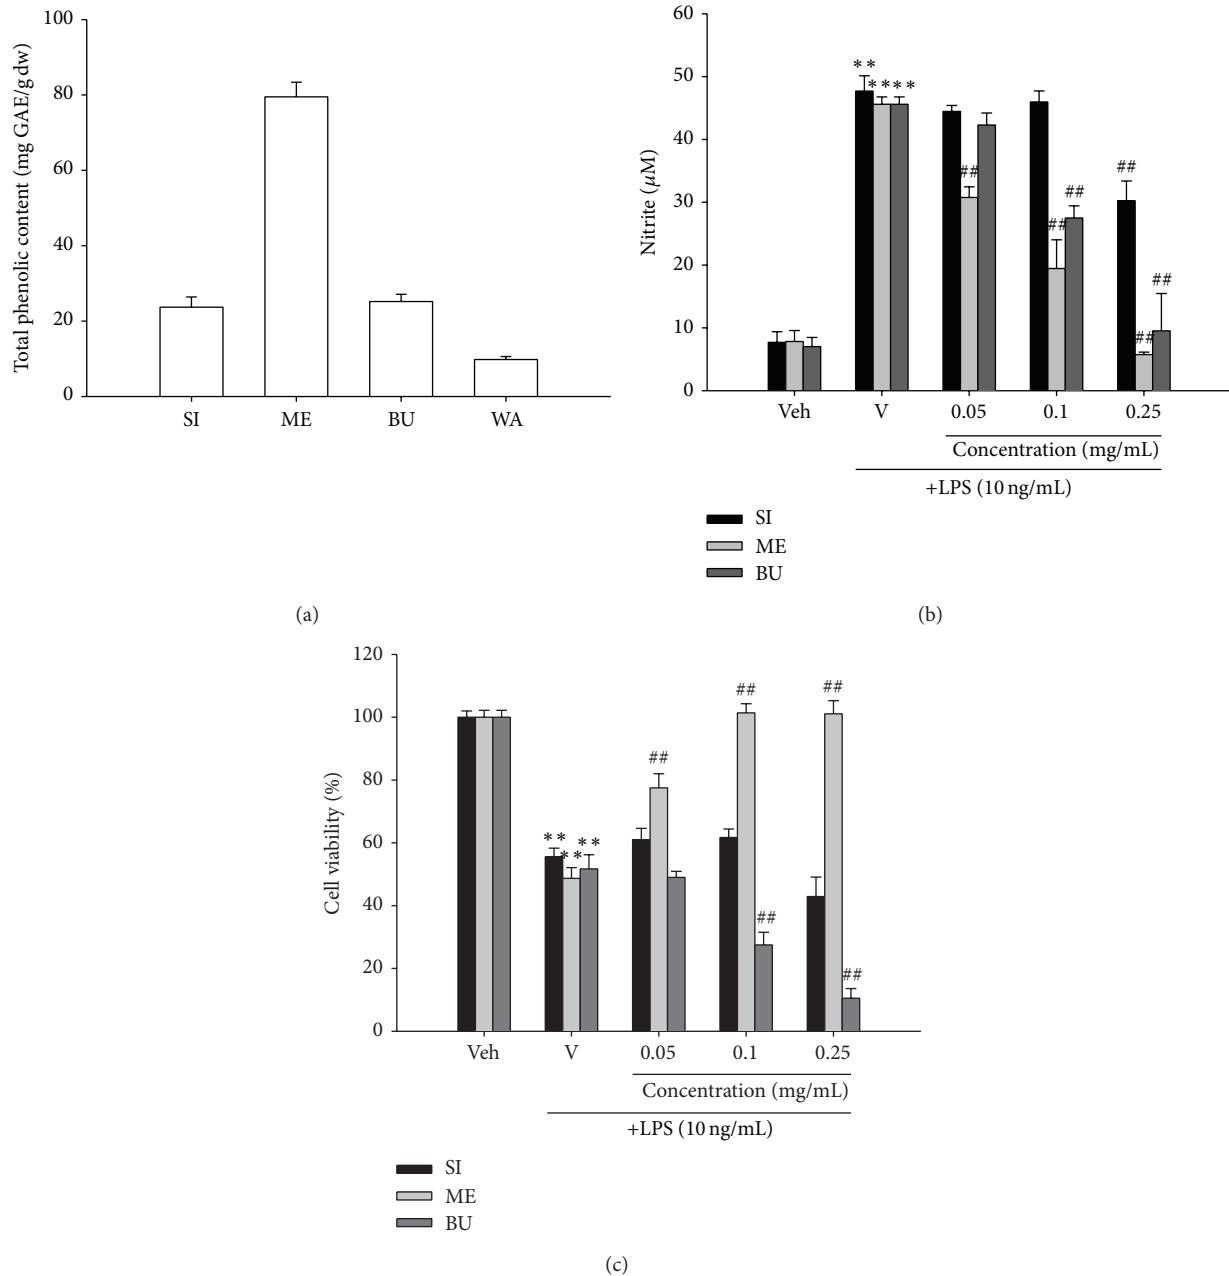 Total phenolic content (mg GAE/g dw)
100
80
60
40
20
0
SI ME BU WA
(a)
Nitrite (μM)
60
50
40
30
20
10
0
**
** **
##
##
##
##
##
##
Veh V 0.05 0.1 0.25
Concentration (mg/mL)
+LPS (10 ng/mL)
SI
ME
BU
(b)
Cell viability (%)
120
100
80
60
40
20
0
** ** **
##
##
##
##
##
Veh V 0.05 0.1 0.25
Concentration (mg/mL)
+LPS (10 ng/mL)
SI
ME
BU
(c)